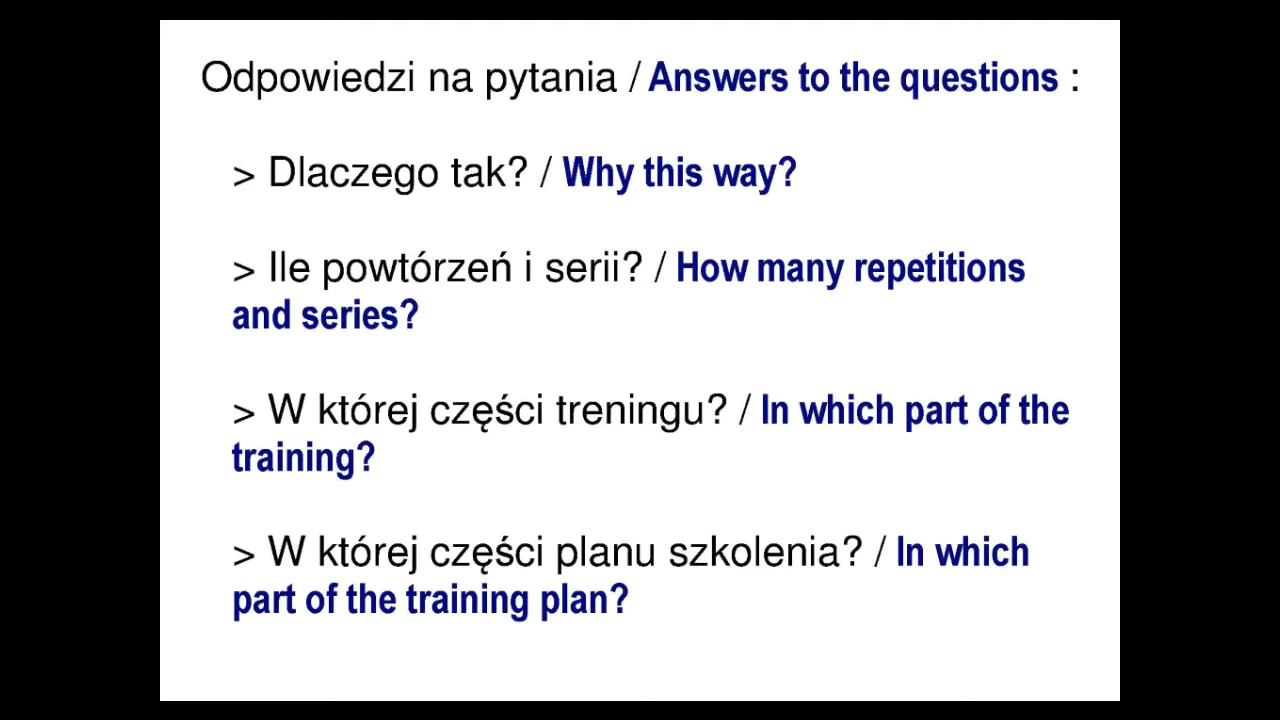 Odpowiedzi na pytania / Answers to the questions :
> Dlaczego tak? / Why this way?
> Ile powtórzeń i serii? / How many repetitions
and series?
> W której części treningu? / In which part of the
training?
> W której części planu szkolenia? / In which
part of the training plan?